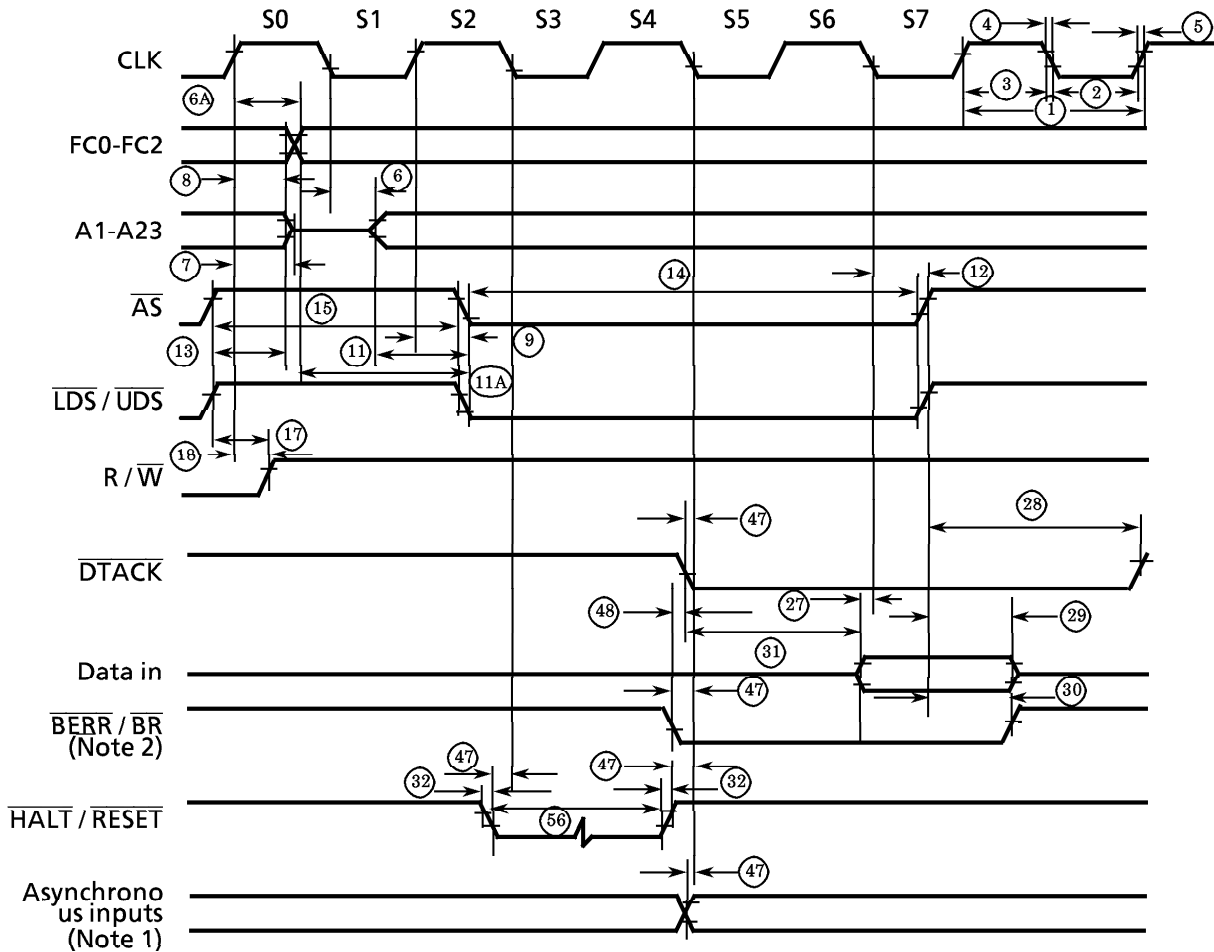 S0 S1 S2 S3 S4 S5 S6 S7
4 5
CLK
3 2
6A 1
FC0-FC2
8 6
A1-A23
7 14 12
AS
15
13 11 9
11A
LDS / UDS
17
18
R / W
28
47
DTACK
48 27 29
31
Data in
47 30
BERR / BR
(Note 2)
47 47
32 32
HALT / RESET
56
47
Asynchrono
us inputs
(Note 1)